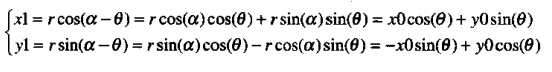 x1 = r cos(α − θ) = r cos(α) cos(θ) + r sin(α) sin(θ) = x0 cos(θ) + y0 sin(θ)
y1 = r sin(α − θ) = r sin(α) cos(θ) − r cos(α) sin(θ) = −x0 sin(θ) + y0 cos(θ)